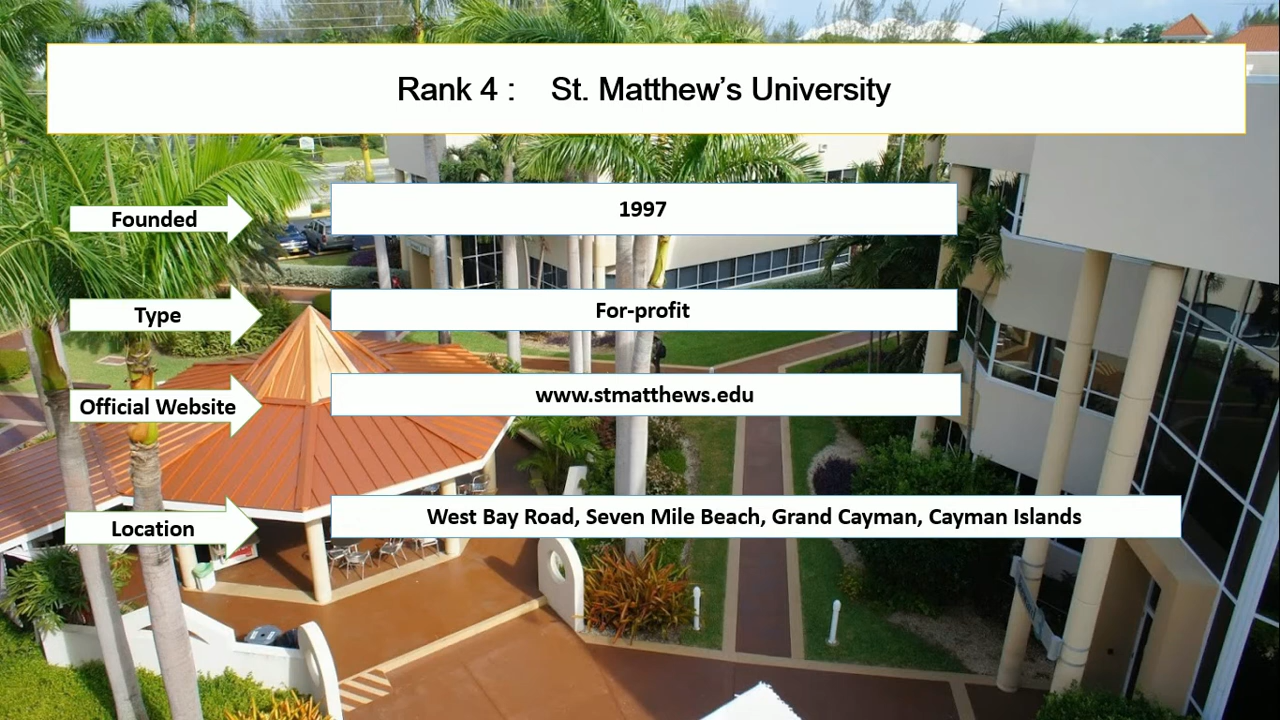 Rank 4 : St. Matthew’s University
Founded
1997
Type
For-profit
Official Website
www.stmatthews.edu
Location
West Bay Road, Seven Mile Beach, Grand Cayman, Cayman Islands